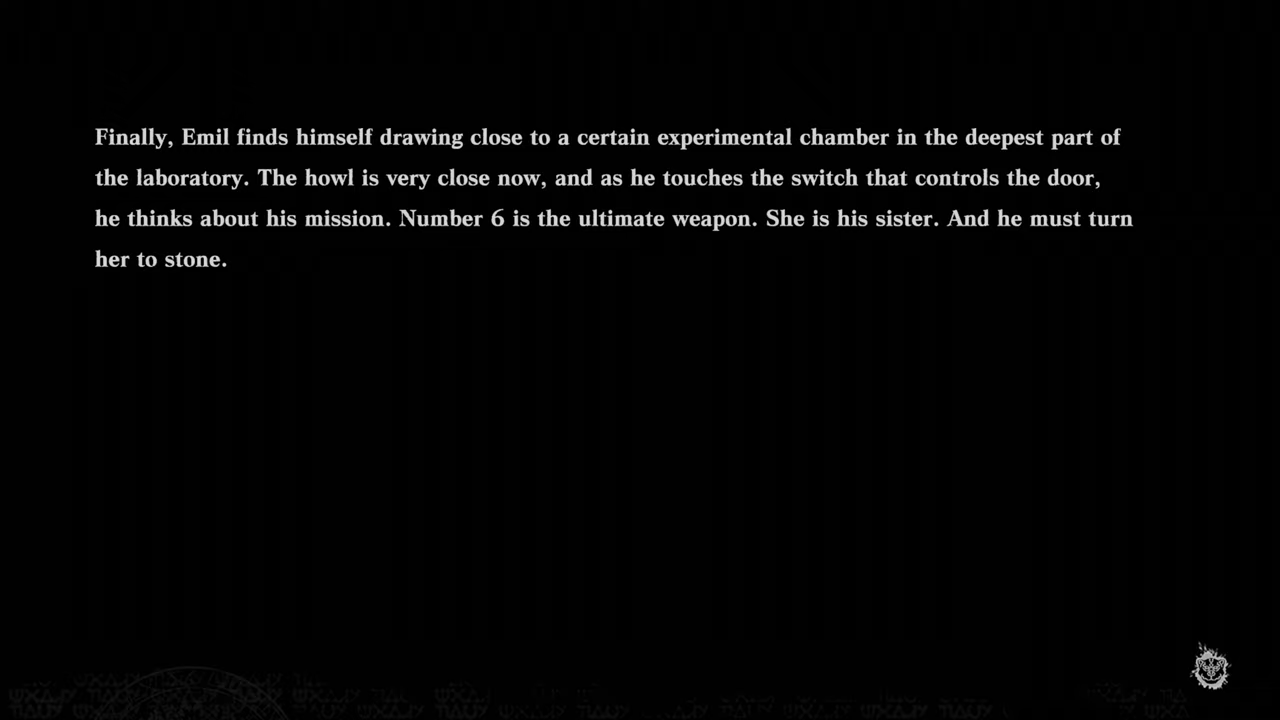 Finally, Emil finds himself drawing close to a certain experimental chamber in the deepest part of
the laboratory. The howl is very close now, and as he touches the switch that controls the door,
he thinks about his mission. Number 6 is the ultimate weapon. She is his sister. And he must turn
her to stone.